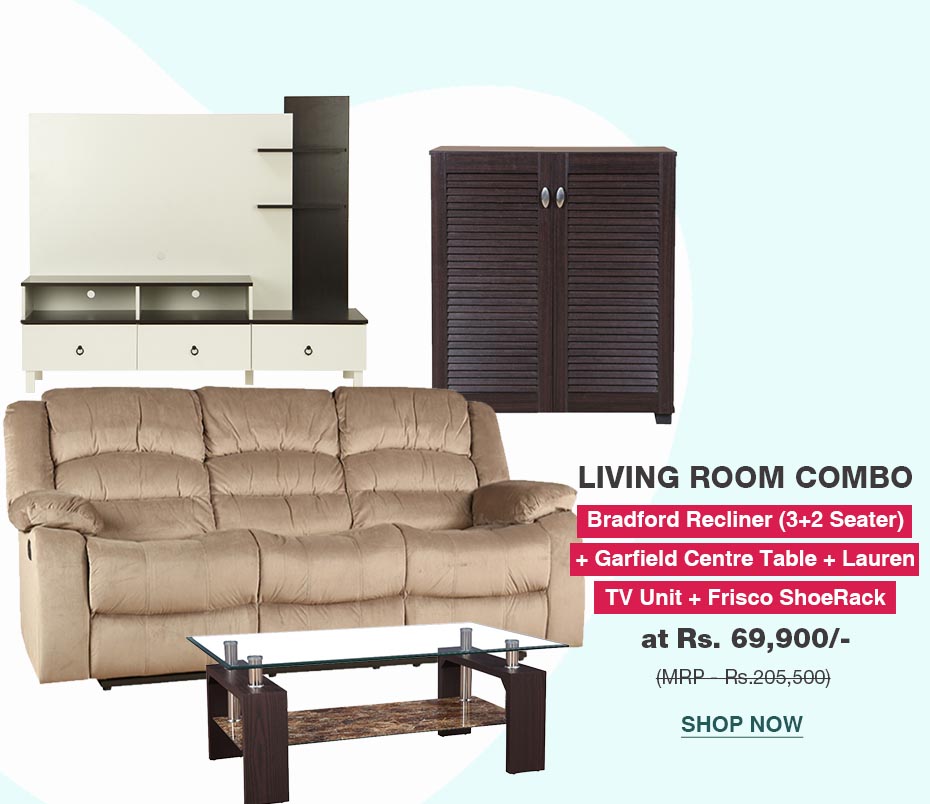 LIVING ROOM COMBO
Bradford Recliner (3+2 Seater)
+ Garfield Centre Table + Lauren
TV Unit + Frisco ShoeRack
at Rs. 69,900/-
(MRP - Rs.205,500)
SHOP NOW